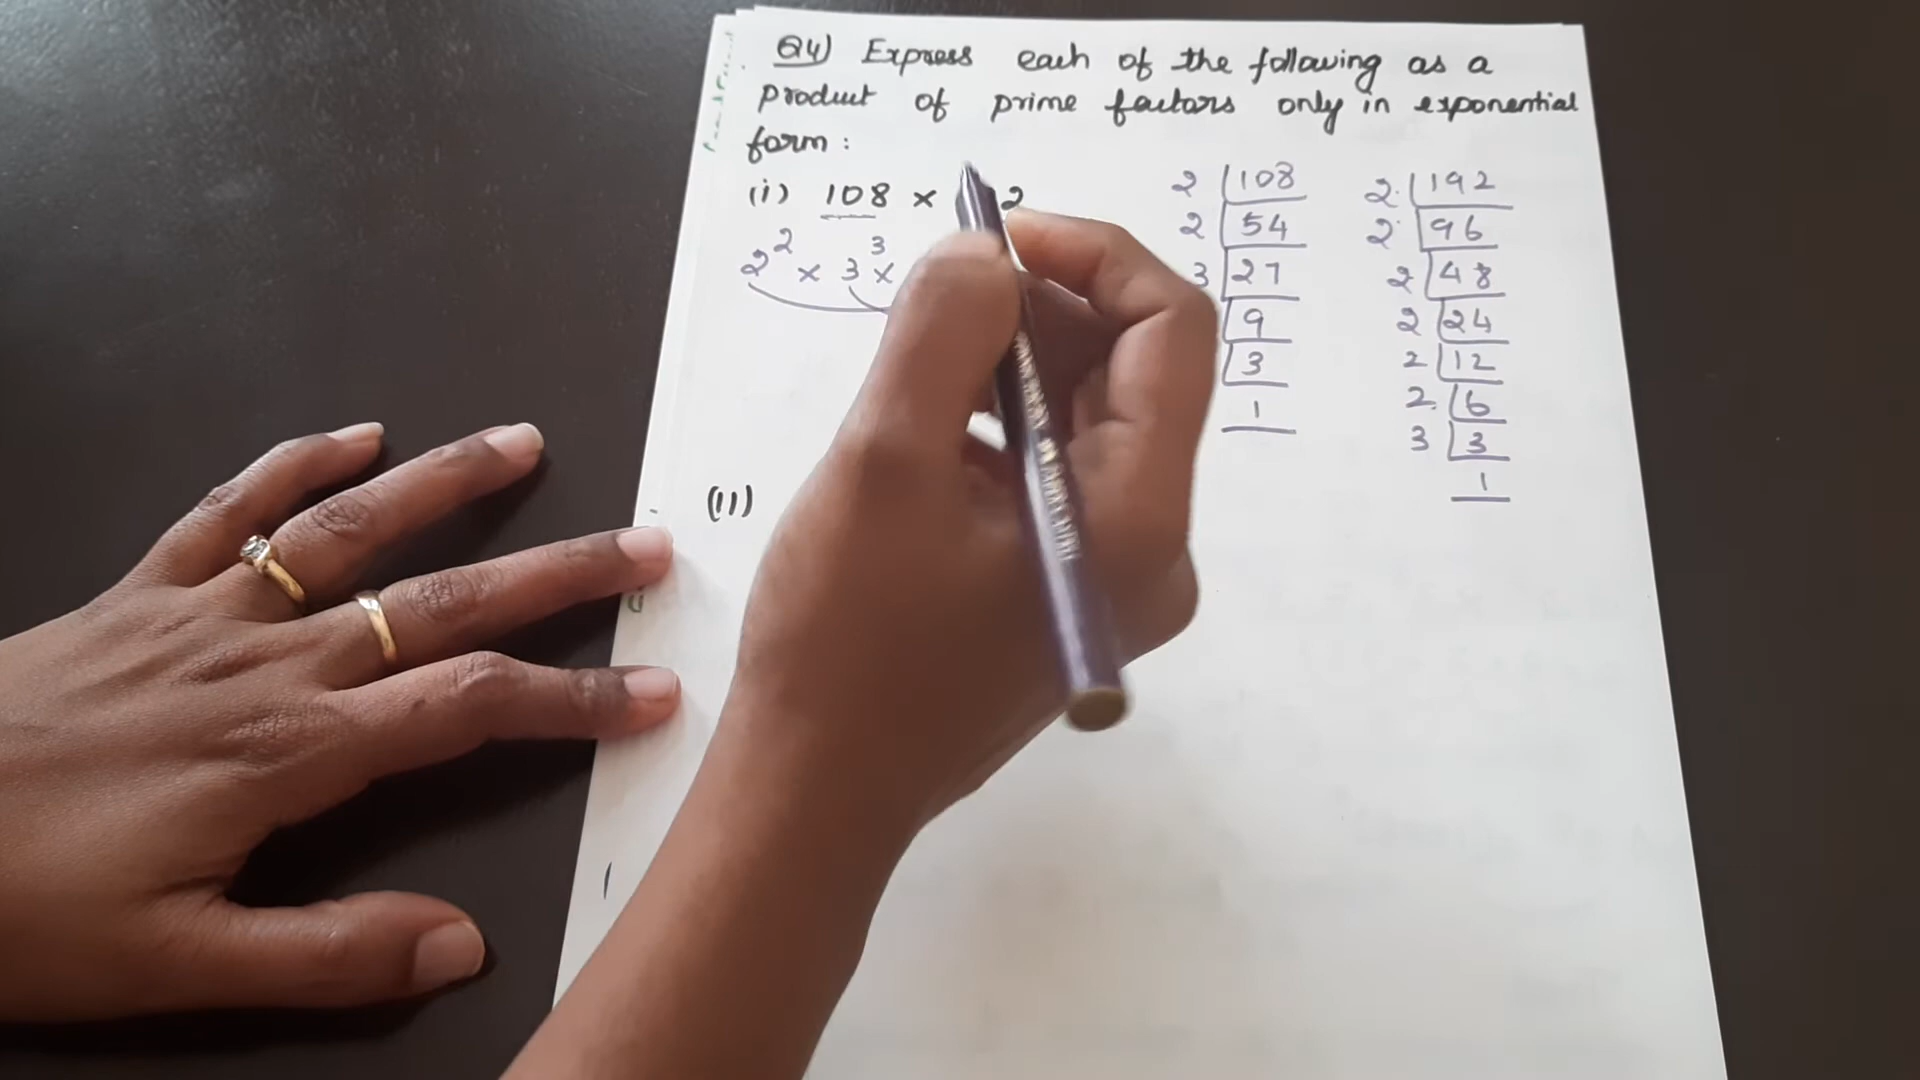 Q4) Express each of the following as a
product of prime factors only in exponential
form :
(i) 108 × 2
2² × 3³ ×
(ii)
2 108
2 54
3 27
9
3
1
2 192
2 96
2 48
2 24
2 12
2 6
3 3
1